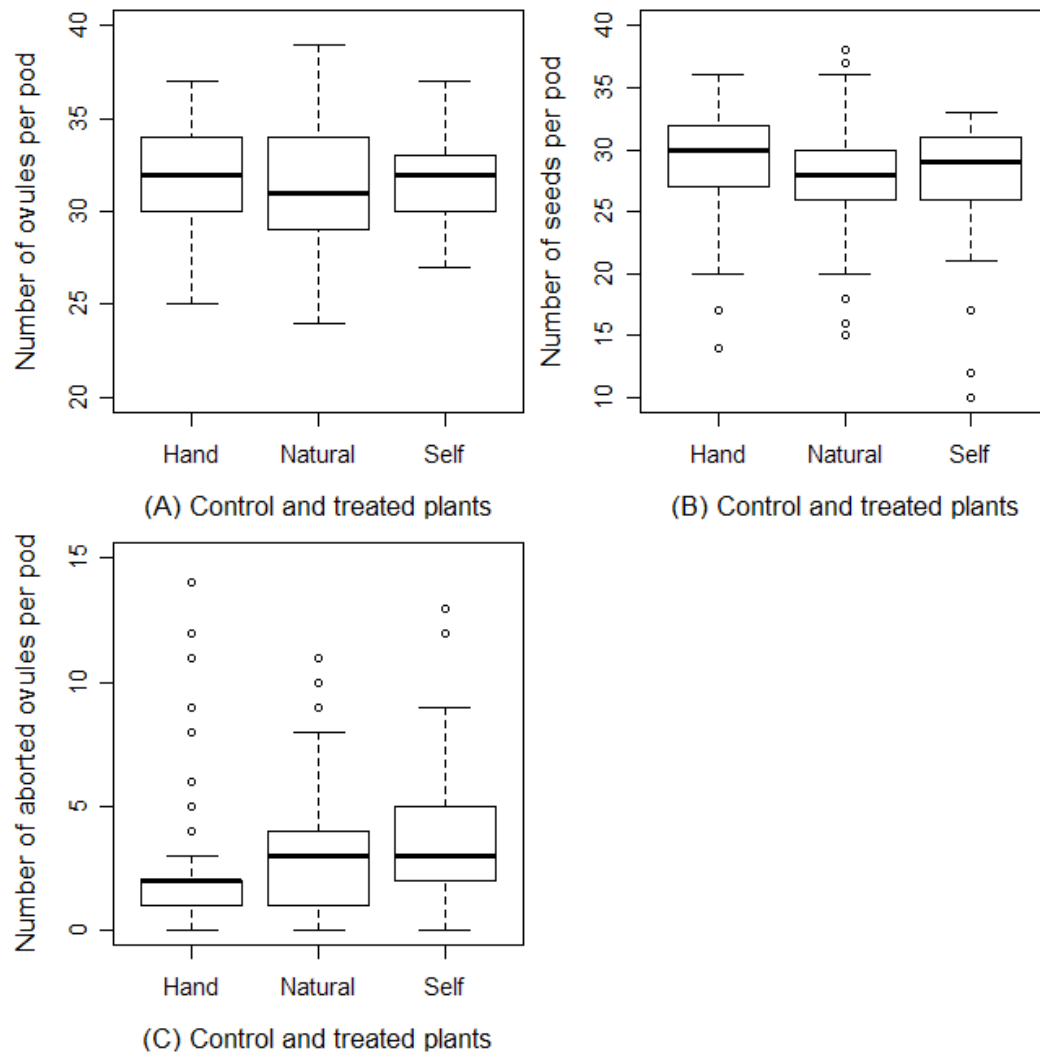 Number of ovules per pod
40
35
30
25
20
Hand Natural Self
(A) Control and treated plants
Number of seeds per pod
40
35
30
25
20
15
10
Hand Natural Self
(B) Control and treated plants
Number of aborted ovules per pod
15
10
5
0
Hand Natural Self
(C) Control and treated plants